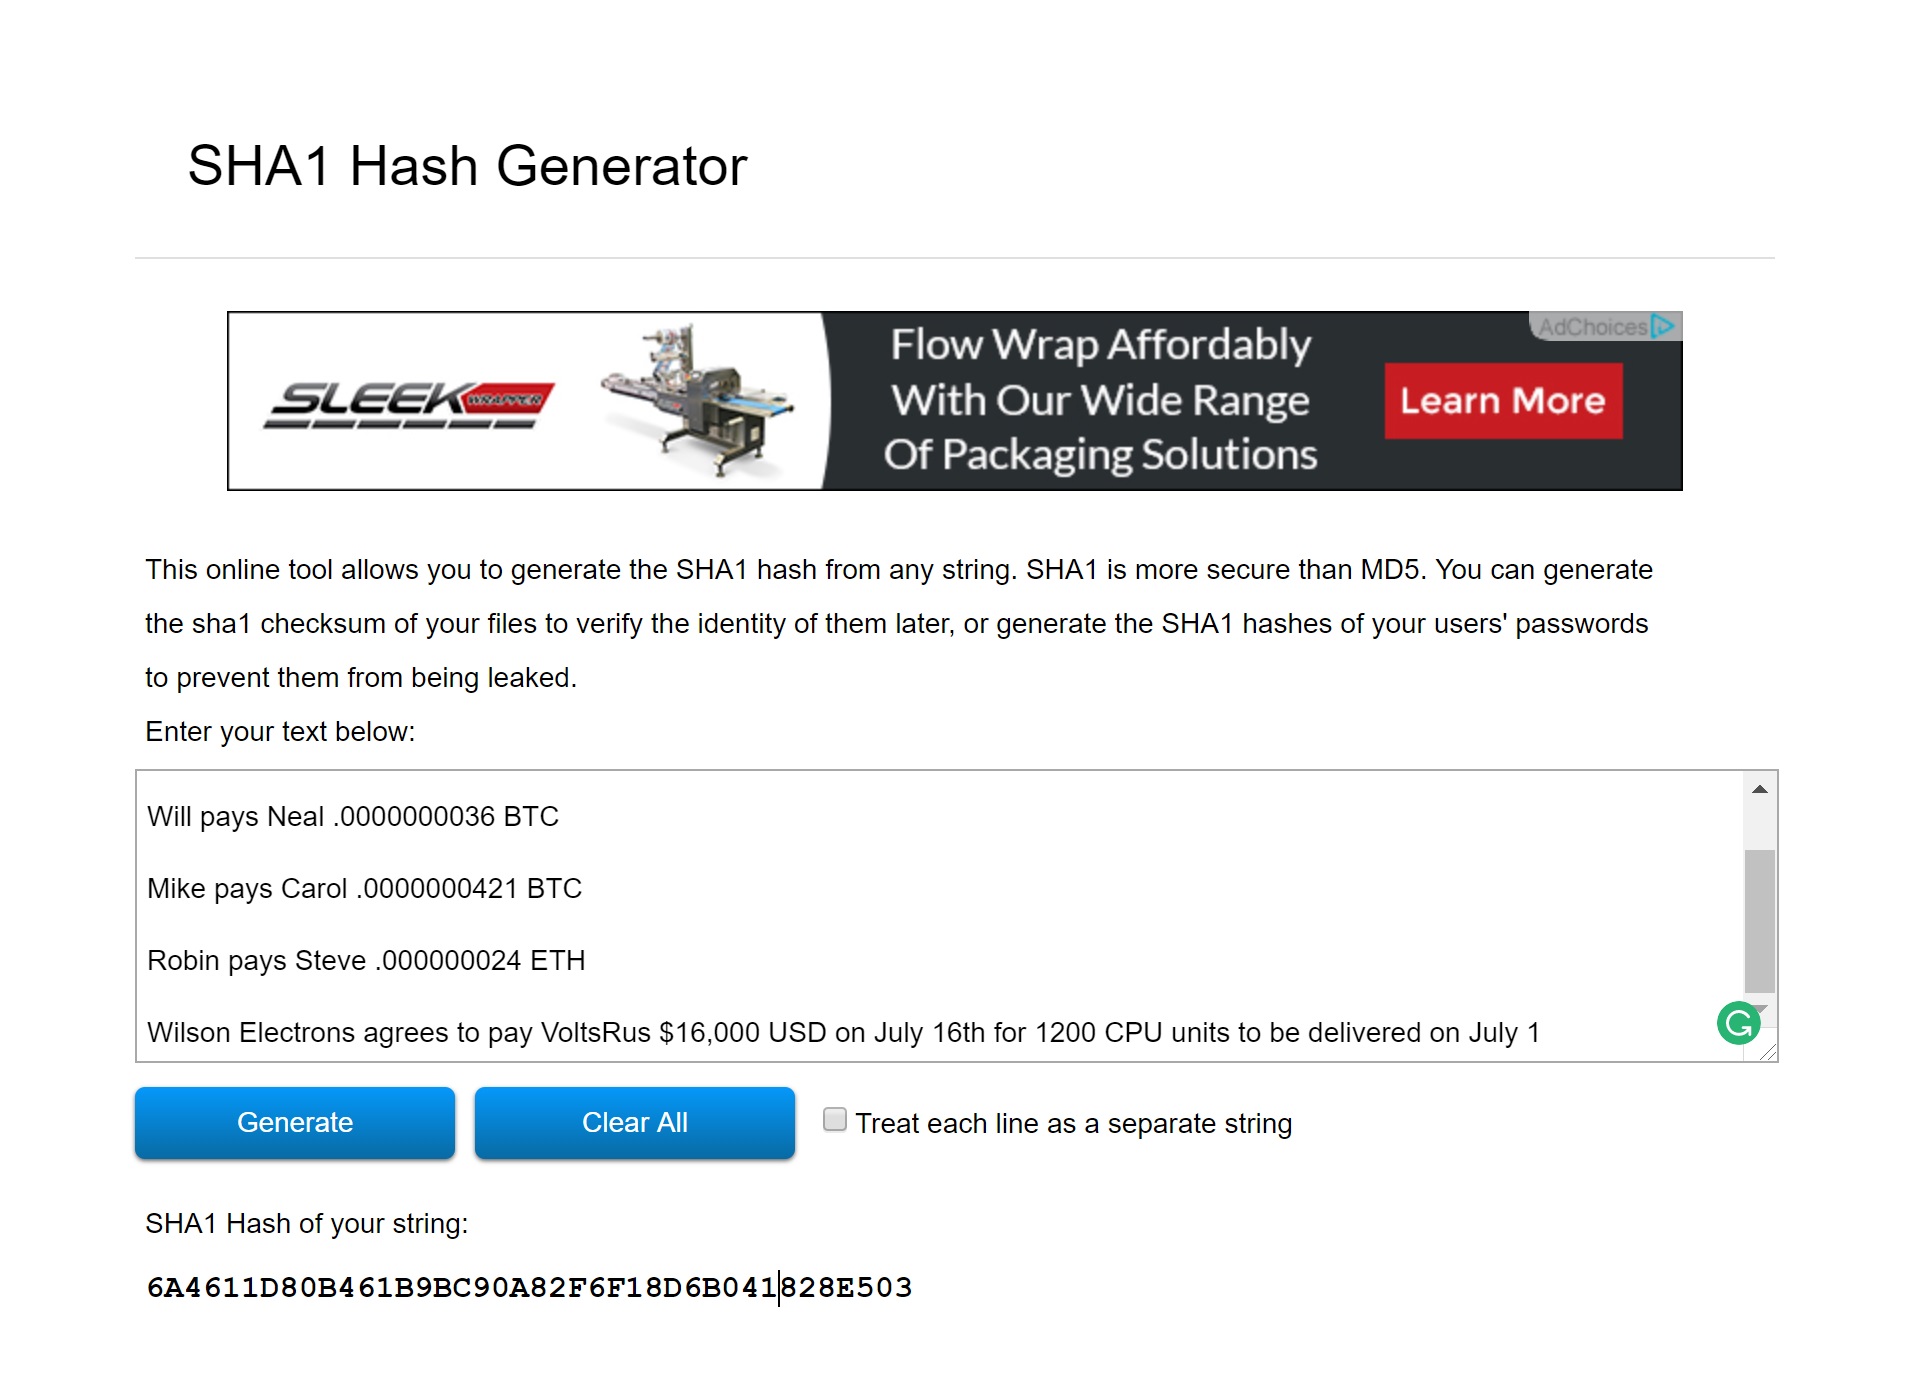 SHA1 Hash Generator
SLEEK WRAPPER
Flow Wrap Affordably
With Our Wide Range
Of Packaging Solutions
Learn More
AdChoices
This online tool allows you to generate the SHA1 hash from any string. SHA1 is more secure than MD5. You can generate
the sha1 checksum of your files to verify the identity of them later, or generate the SHA1 hashes of your users' passwords
to prevent them from being leaked.
Enter your text below:
Will pays Neal .0000000036 BTC
Mike pays Carol .0000000421 BTC
Robin pays Steve .000000024 ETH
Wilson Electrons agrees to pay VoltsRus $16,000 USD on July 16th for 1200 CPU units to be delivered on July 1
Generate
Clear All
Treat each line as a separate string
SHA1 Hash of your string:
6A4611D80B461B9BC90A82F6F18D6B041828E503